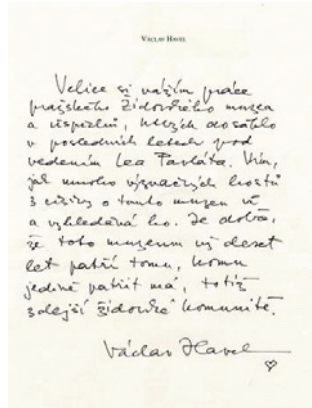 VÁCLAV HAVEL
Velice si vážím práce
pražského Židovského muzea
a úspěchů, kterých dosáhlo
v posledních letech pod
vedením Lea Pavláta. Vím,
jak mnoho význačných hostů
z ciziny o tomto muzeu ví
a vyhledává ho. Je dobře,
že toto muzeum už deset
let patří tomu, komu
jedině patřit má, totiž
zdejší židovské komunitě.
Václav Havel